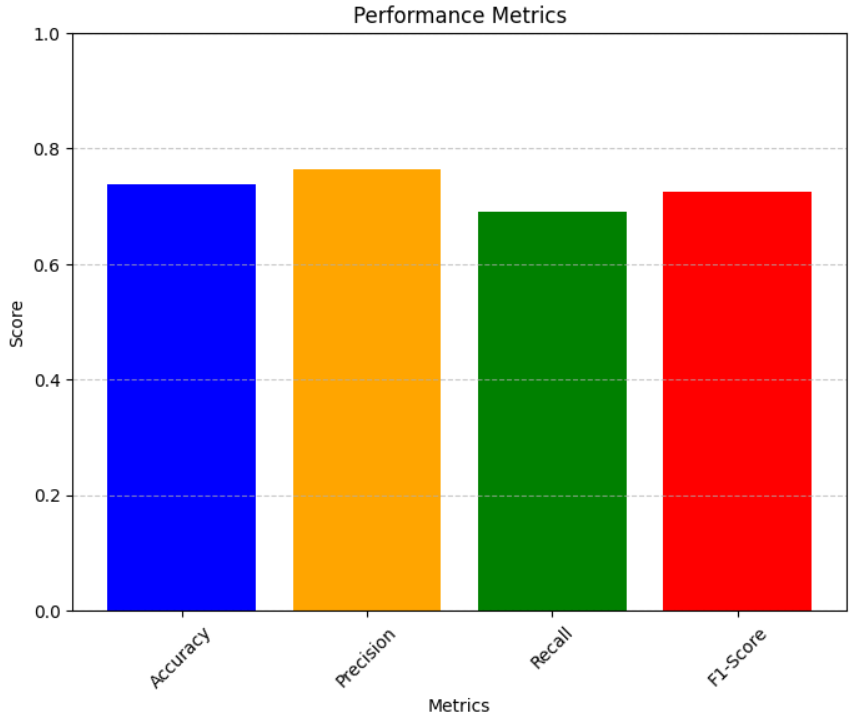 Performance Metrics
1.0
0.8
0.6
0.4
0.2
0.0
Score
Accuracy
Precision
Recall
F1-Score
Metrics